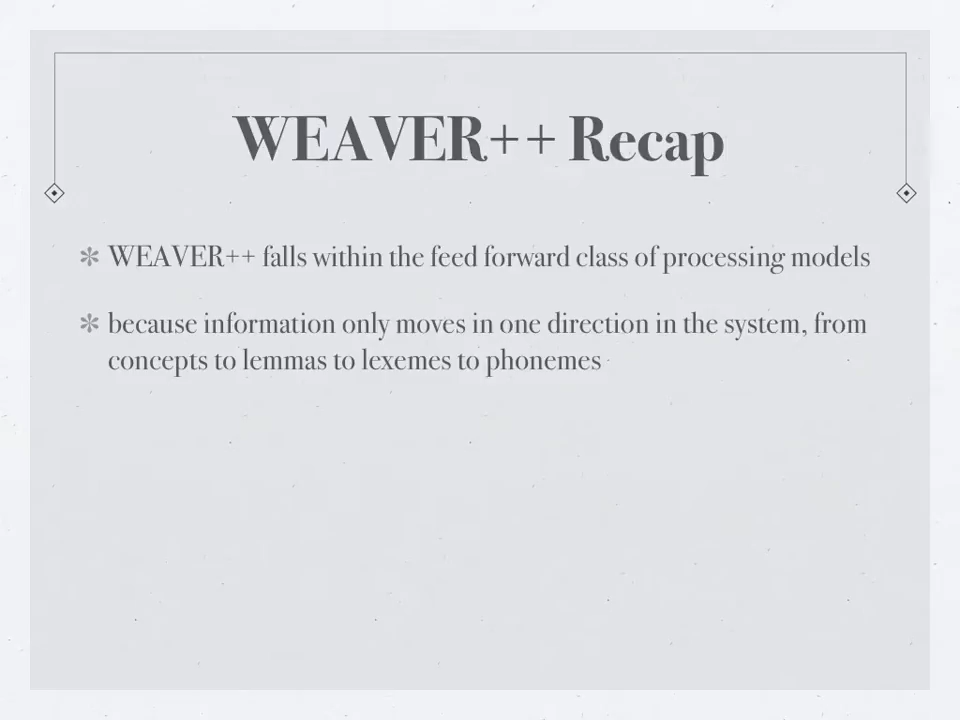 WEAVER++ Recap
WEAVER++ falls within the feed forward class of processing models
because information only moves in one direction in the system, from
concepts to lemmas to lexemes to phonemes